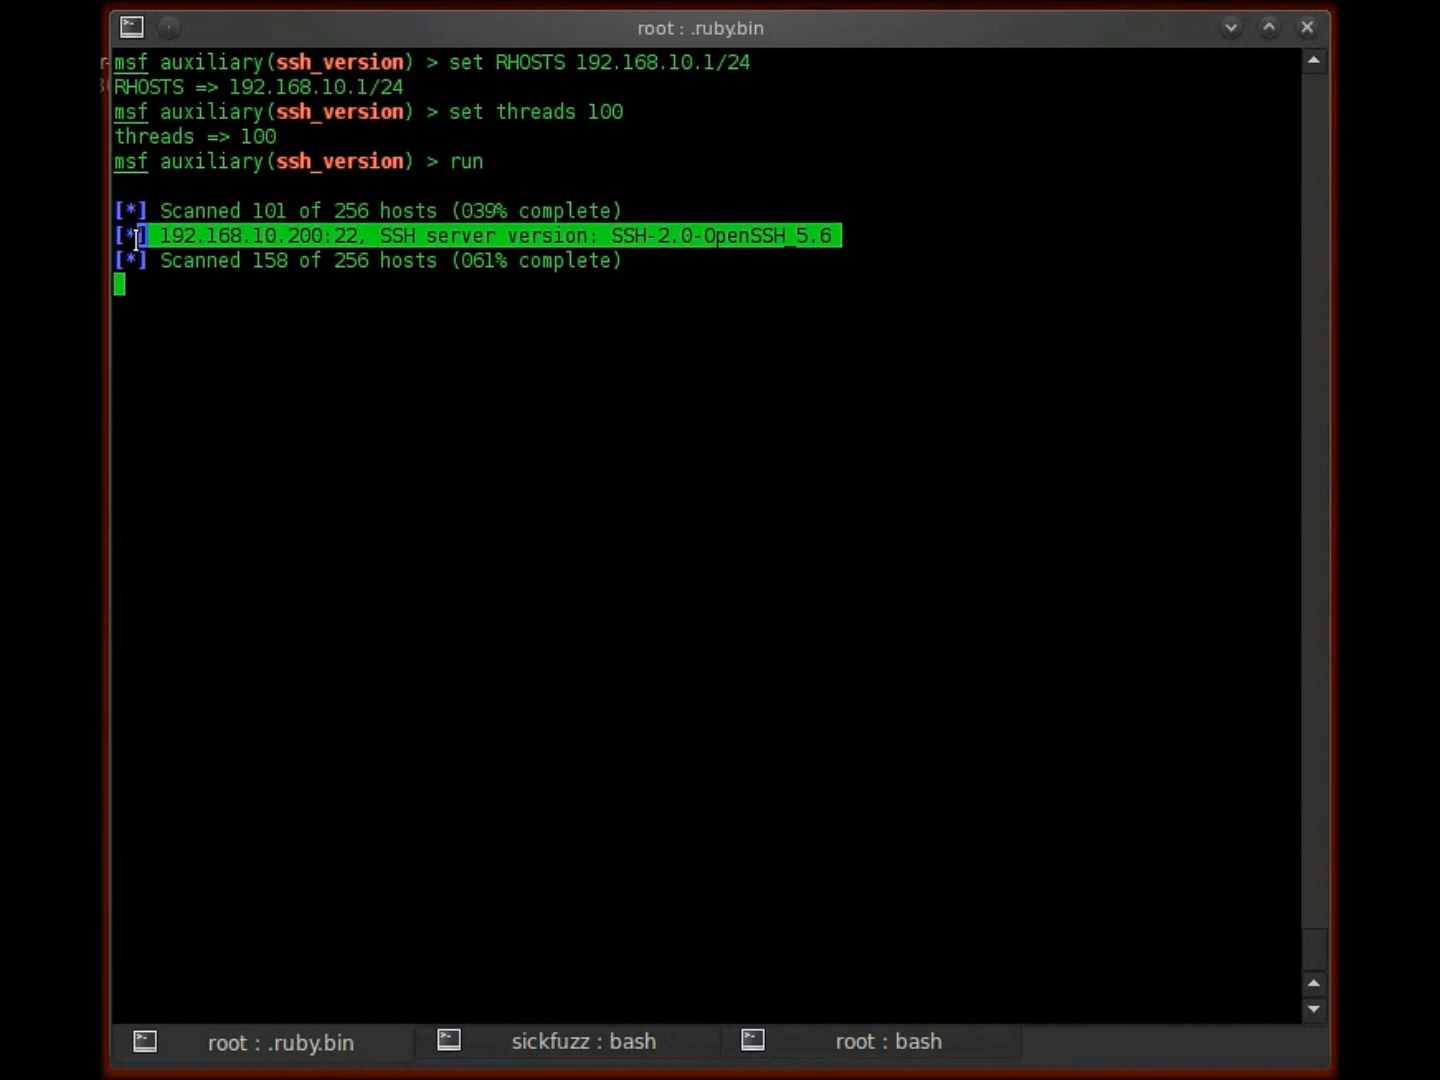 root : .ruby.bin
msf auxiliary(ssh_version) > set RHOSTS 192.168.10.1/24
RHOSTS => 192.168.10.1/24
msf auxiliary(ssh_version) > set threads 100
threads => 100
msf auxiliary(ssh_version) > run
[*] Scanned 101 of 256 hosts (039% complete)
[*] 192.168.10.200:22, SSH server version: SSH-2.0-OpenSSH_5.6
[*] Scanned 158 of 256 hosts (061% complete)
root : .ruby.bin
sickfuzz : bash
root : bash